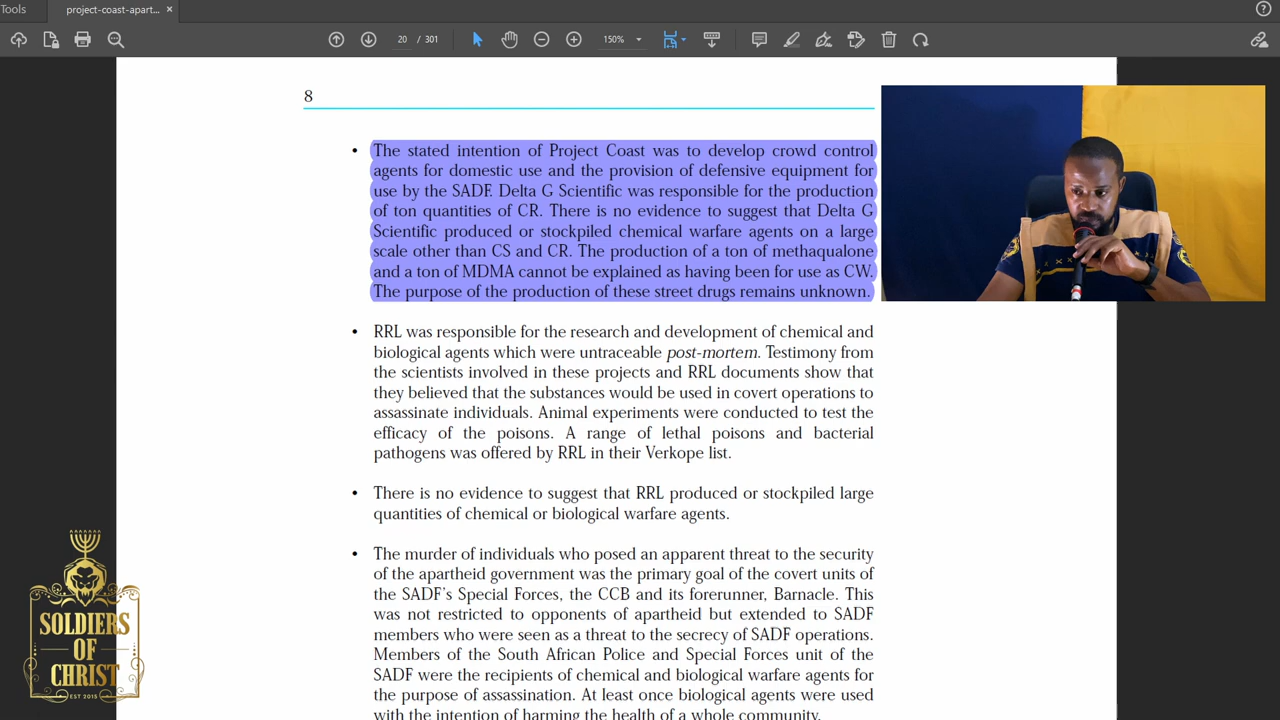 Tools
project-coast-apart... ×
20 / 301
150%
8
• The stated intention of Project Coast was to develop crowd control
agents for domestic use and the provision of defensive equipment for
use by the SADF. Delta G Scientific was responsible for the production
of ton quantities of CR. There is no evidence to suggest that Delta G
Scientific produced or stockpiled chemical warfare agents on a large
scale other than CS and CR. The production of a ton of methaqualone
and a ton of MDMA cannot be explained as having been for use as CW.
The purpose of the production of these street drugs remains unknown.
• RRL was responsible for the research and development of chemical and
biological agents which were untraceable post-mortem. Testimony from
the scientists involved in these projects and RRL documents show that
they believed that the substances would be used in covert operations to
assassinate individuals. Animal experiments were conducted to test the
efficacy of the poisons. A range of lethal poisons and bacterial
pathogens was offered by RRL in their Verkope list.
• There is no evidence to suggest that RRL produced or stockpiled large
quantities of chemical or biological warfare agents.
• The murder of individuals who posed an apparent threat to the security
of the apartheid government was the primary goal of the covert units of
the SADF's Special Forces, the CCB and its forerunner, Barnacle. This
was not restricted to opponents of apartheid but extended to SADF
members who were seen as a threat to the secrecy of SADF operations.
Members of the South African Police and Special Forces unit of the
SADF were the recipients of chemical and biological warfare agents for
the purpose of assassination. At least once biological agents were used
with the intention of harming the health of a whole community.
SOLDIERS
OF
CHRIST
EST 2015